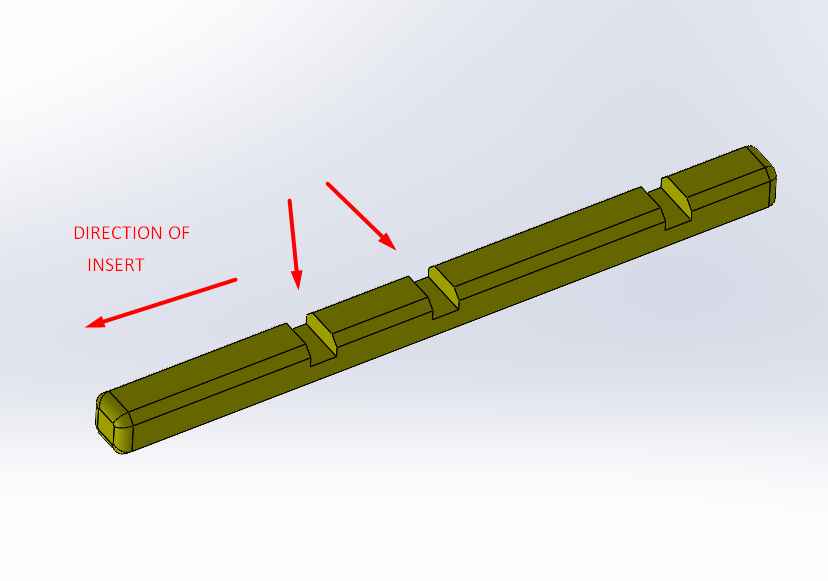 DIRECTION OF
INSERT